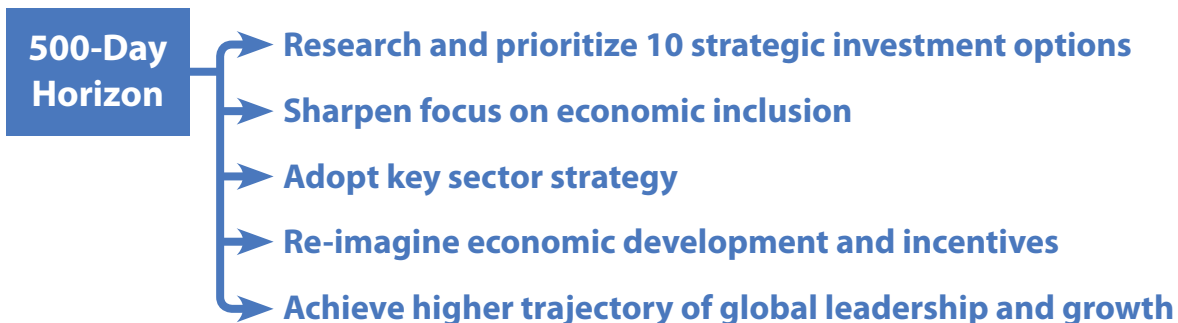 500-Day
Horizon
Research and prioritize 10 strategic investment options
Sharpen focus on economic inclusion
Adopt key sector strategy
Re-imagine economic development and incentives
Achieve higher trajectory of global leadership and growth